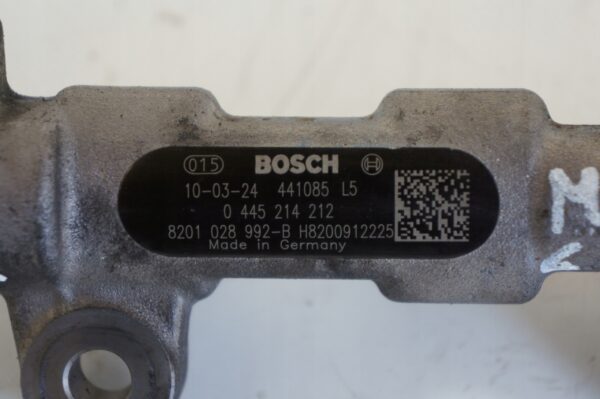 015 BOSCH
10-03-24 441085 L5
0 445 214 212
8201 028 992-B H8200912225
Made in Germany